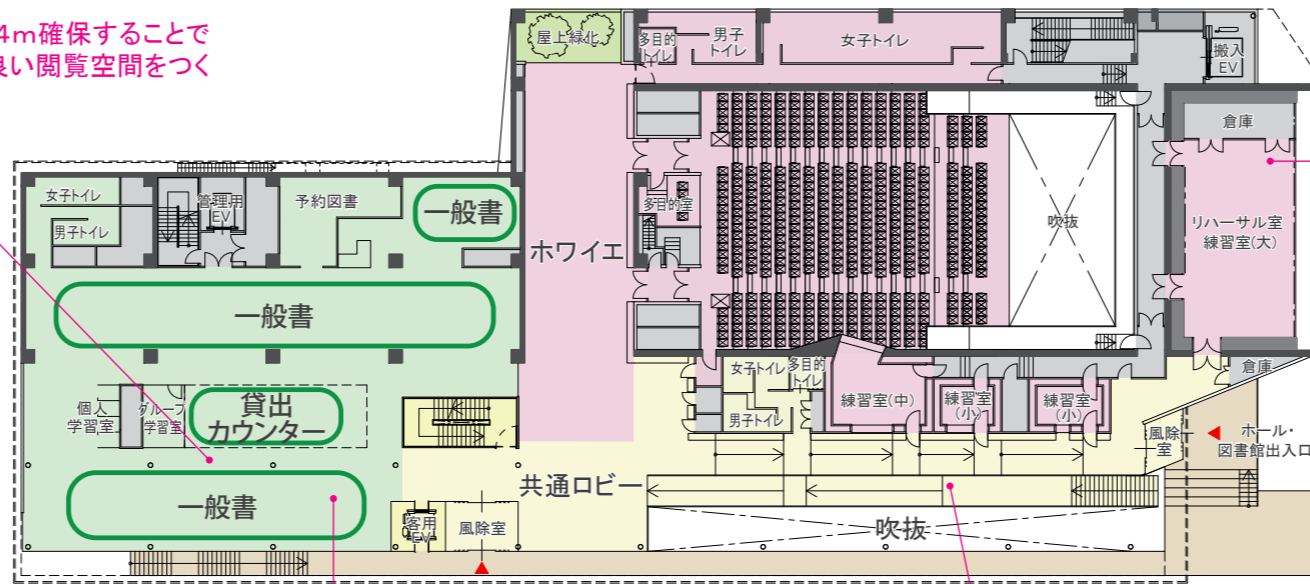 4m確保することで
良い閲覧空間をつく
屋上緑化
多目的
トイレ
男子
トイレ
女子トイレ
搬入
EV
倉庫
女子トイレ
男子トイレ
管理用
EV
予約図書
一般書
ホワイエ
多目的室
吹抜
リハーサル室
練習室(大)
一般書
個人
学習室
グループ
学習室
貸出
カウンター
女子トイレ
多目的
トイレ
男子トイレ
練習室(中)
練習室
(小)
練習室
(小)
倉庫
風除
室
ホール・
図書館出入口
一般書
共通ロビー
客用
EV
風除室
吹抜